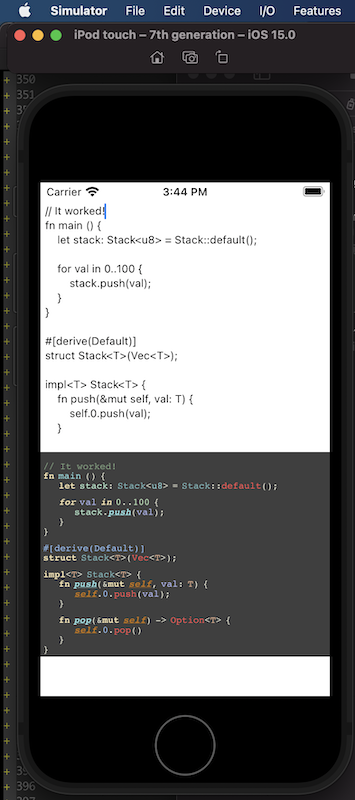 Simulator File Edit Device I/O Features
iPod touch – 7th generation – iOS 15.0
350
351
Carrier 3:44 PM
// It worked!
fn main () {
    let stack: Stack<u8> = Stack::default();
    for val in 0..100 {
        stack.push(val);
    }
}
#[derive(Default)]
struct Stack<T>(Vec<T>);
impl<T> Stack<T> {
    fn push(&mut self, val: T) {
        self.0.push(val);
    }
// It worked!
fn main () {
    let stack: Stack<u8> = Stack::default();
    for val in 0..100 {
        stack.push(val);
    }
}
#[derive(Default)]
struct Stack<T>(Vec<T>);
impl<T> Stack<T> {
    fn push(&mut self, val: T) {
        self.0.push(val);
    }
    fn pop(&mut self) -> Option<T> {
        self.0.pop()
    }
}
395
396